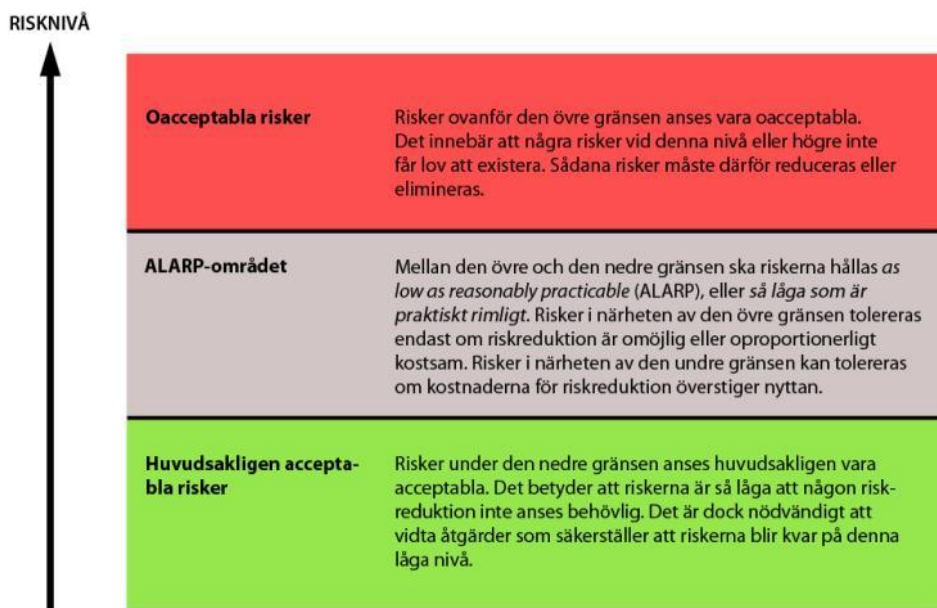 RISKNIVÅ
Oacceptabla risker
Risker ovanför den övre gränsen anses vara oacceptabla.
Det innebär att några risker vid denna nivå eller högre inte
får lov att existera. Sådana risker måste därför reduceras eller
elimineras.
ALARP-området
Mellan den övre och den nedre gränsen ska riskerna hållas as
low as reasonably practicable (ALARP), eller så låga som är
praktiskt rimligt. Risker i närheten av den övre gränsen tolereras
endast om riskreduktion är omöjlig eller oproportionerligt
kostsam. Risker i närheten av den undre gränsen kan tolereras
om kostnaderna för riskreduktion överstiger nyttan.
Huvudsakligen accepta-
bla risker
Risker under den nedre gränsen anses huvudsakligen vara
acceptabla. Det betyder att riskerna är så låga att någon risk-
reduktion inte anses behövlig. Det är dock nödvändigt att
vidta åtgärder som säkerställer att riskerna blir kvar på denna
låga nivå.